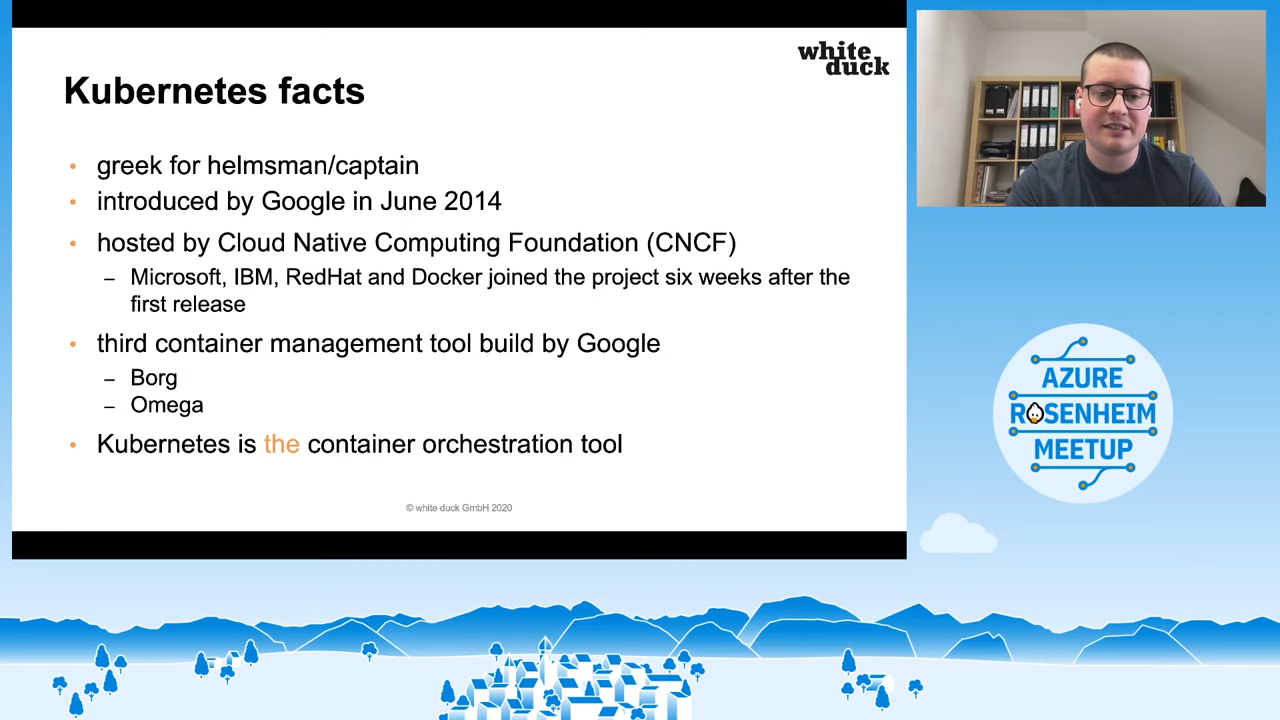 white
duck
Kubernetes facts
• greek for helmsman/captain
• introduced by Google in June 2014
• hosted by Cloud Native Computing Foundation (CNCF)
– Microsoft, IBM, RedHat and Docker joined the project six weeks after the
first release
• third container management tool build by Google
– Borg
– Omega
• Kubernetes is the container orchestration tool
© white duck GmbH 2020
AZURE
ROSENHEIM
MEETUP